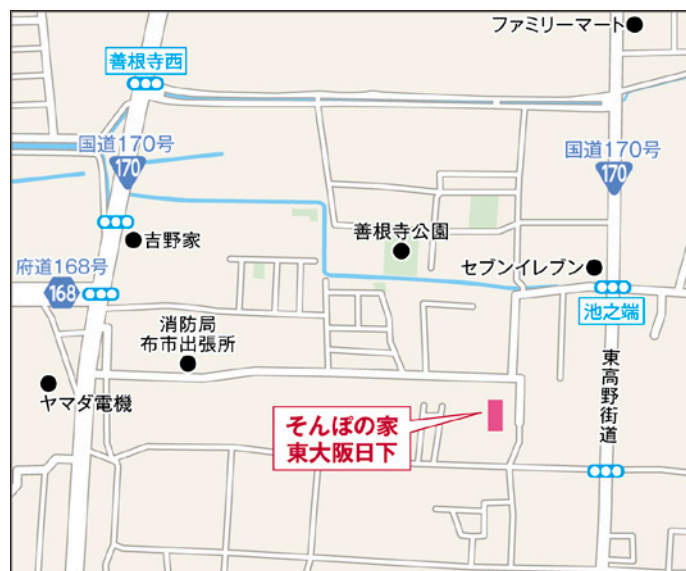 ファミリーマート
善根寺西
国道170号
170
国道170号
170
吉野家
善根寺公園
セブンイレブン
府道168号
168
池之端
消防局
布市出張所
東高野街道
ヤマダ電機
そんぽの家
東大阪日下